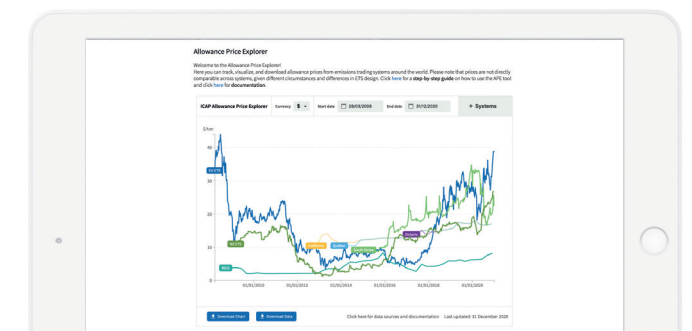 Allowance Price Explorer
Welcome to the Allowance Price Explorer!
Here you can track, visualize, and download allowance prices from emissions trading systems around the world. Please note that prices are not directly
comparable across systems, given different circumstances and differences in ETS design. Click here for a step-by-step guide on how to use the APE tool
and click here for documentation.
ICAP Allowance Price Explorer Currency $ Start date 28/03/2008 End date 31/12/2020 + Systems
$/ton
40
EU ETS
30
20
NZ ETS
Québec
Ontario
10
RGGI
0
01/01/2010 01/01/2012 01/01/2014 01/01/2016 01/01/2018 01/01/2020
Download Chart Download Data Click here for data sources and documentation Last updated: 31 December 2020